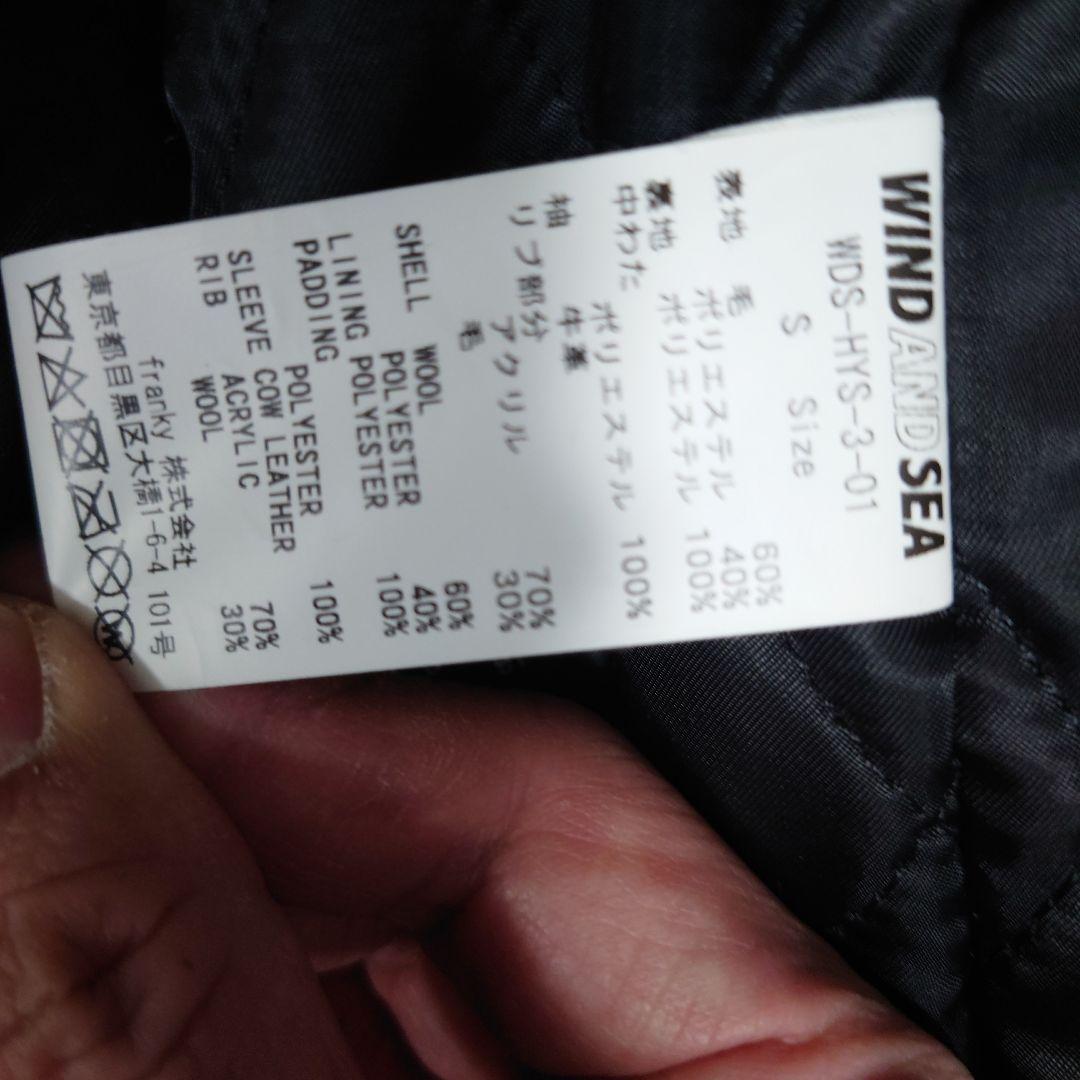 WIND AND SEA
WDS-HYS-3-01
S Size
表地 毛 60%
ポリエステル 40%
裏地 ポリエステル 100%
中わた ポリエステル 100%
袖 牛革
リブ部分 アクリル 70%
毛 30%
SHELL WOOL 60%
POLYESTER 40%
LINING POLYESTER 100%
PADDING POLYESTER 100%
SLEEVE COW LEATHER
RIB ACRYLIC 70%
WOOL 30%
franky 株式会社
東京都目黒区大橋1-6-4 101号